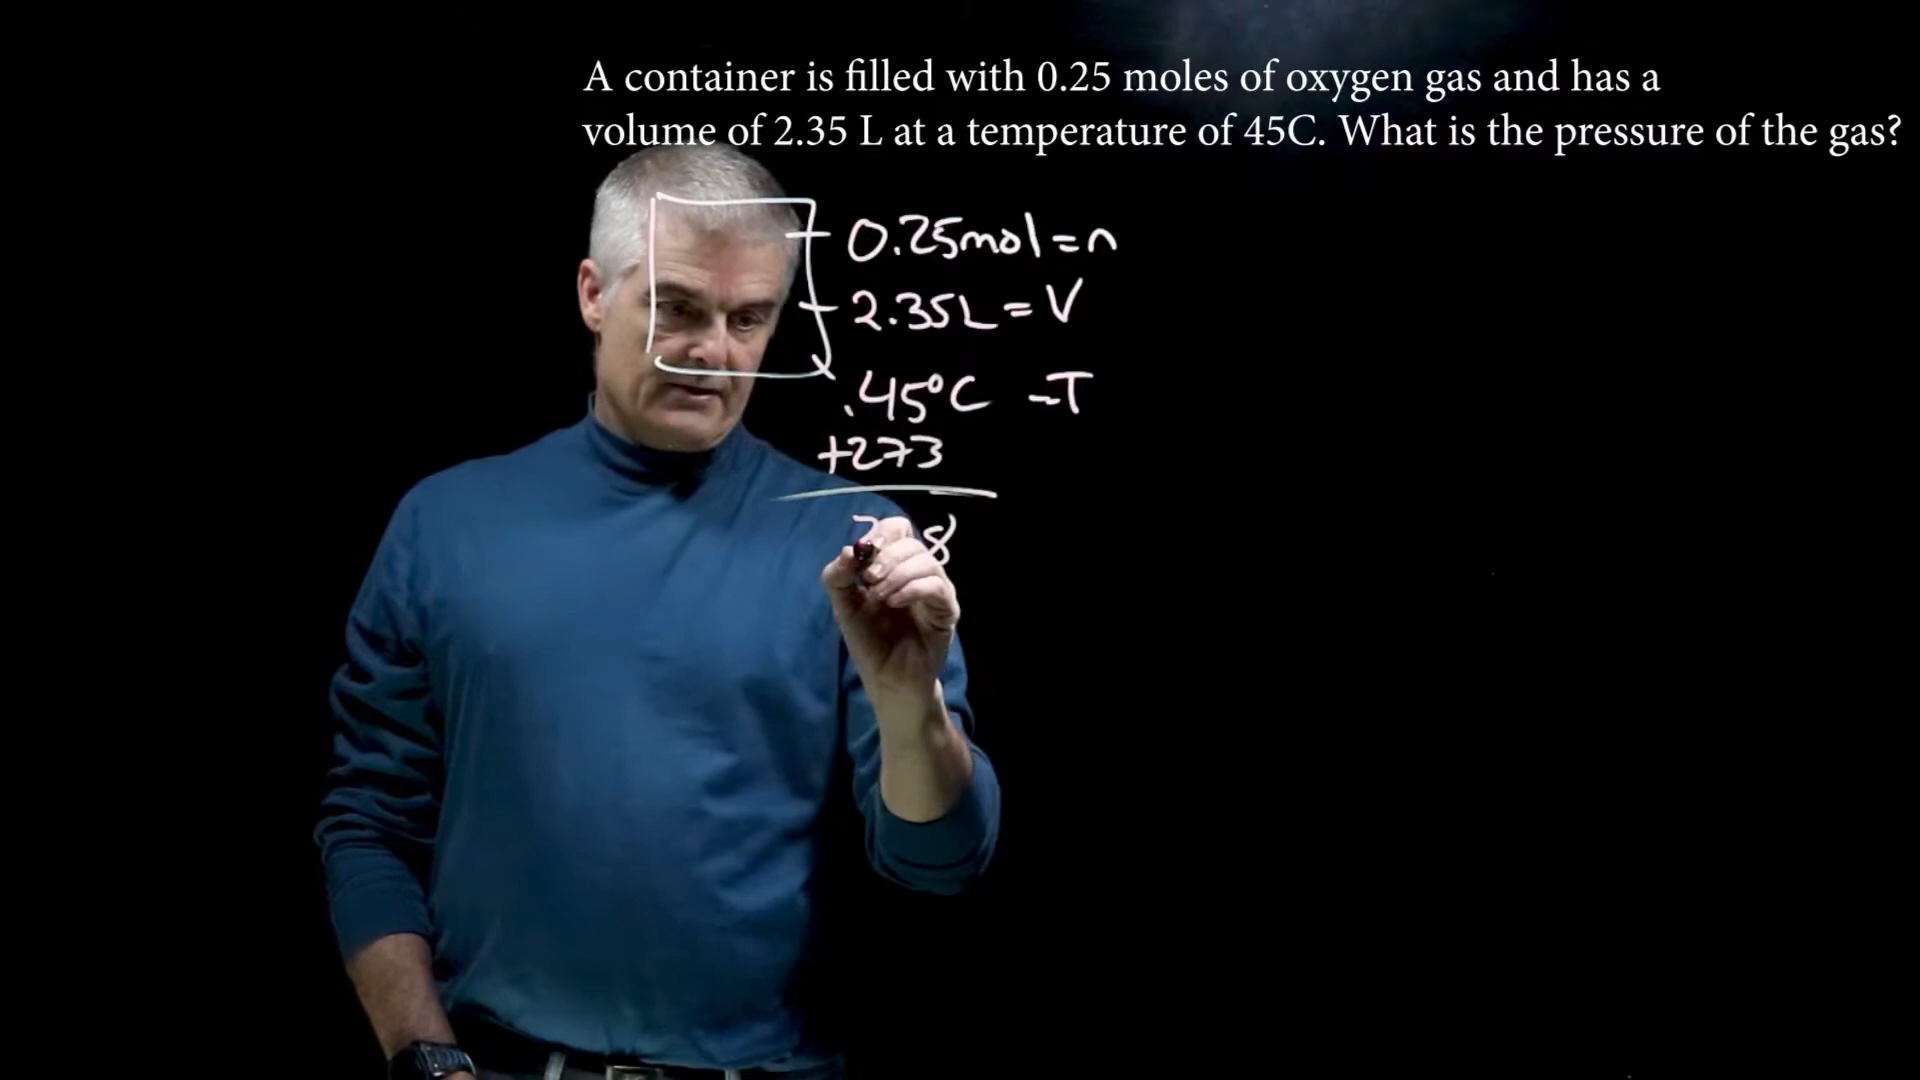 A container is filled with 0.25 moles of oxygen gas and has a
volume of 2.35 L at a temperature of 45C. What is the pressure of the gas?
0.25mol=n
2.35L=V
.45°C -T
+273